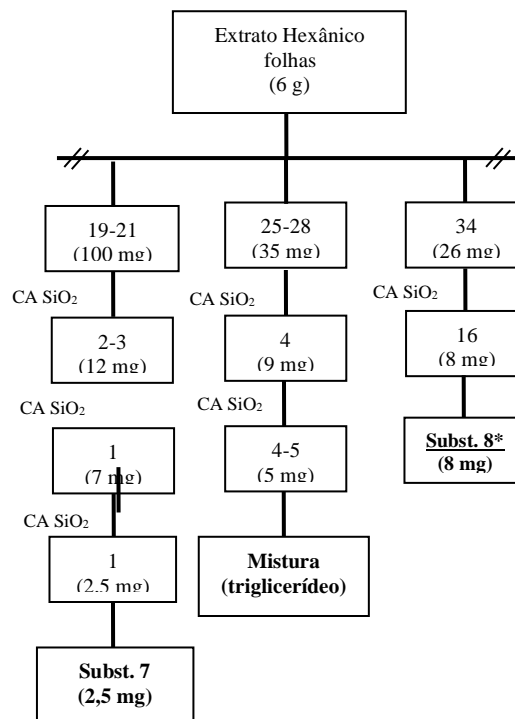 Extrato Hexânico
folhas
(6 g)
19-21
(100 mg)
25-28
(35 mg)
34
(26 mg)
CA SiO₂
CA SiO₂
CA SiO₂
2-3
(12 mg)
4
(9 mg)
16
(8 mg)
CA SiO₂
CA SiO₂
1
(7 mg)
4-5
(5 mg)
Subst. 8*
(8 mg)
CA SiO₂
1
(2,5 mg)
Mistura
(triglicerídeo)
Subst. 7
(2,5 mg)